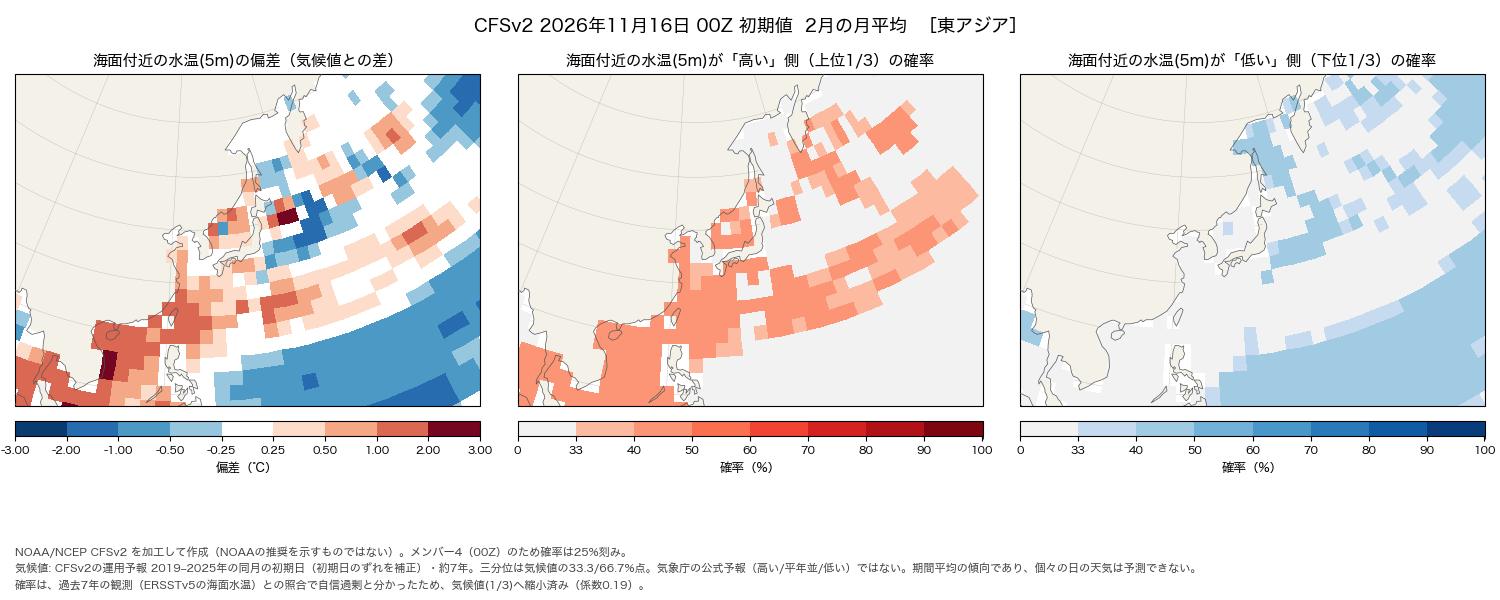 CFSv2 2026年11月16日 00Z 初期値 2月の月平均 ［東アジア］
海面付近の水温(5m)の偏差（気候値との差）
海面付近の水温(5m)が「高い」側（上位1/3）の確率
海面付近の水温(5m)が「低い」側（下位1/3）の確率
-3.00 -2.00 -1.00 -0.50 -0.25 0.25 0.50 1.00 2.00 3.00
偏差（℃）
0 33 40 50 60 70 80 90 100
確率（%）
0 33 40 50 60 70 80 90 100
確率（%）
NOAA/NCEP CFSv2 を加工して作成（NOAAの推奨を示すものではない）。メンバー4（00Z）のため確率は25%刻み。
気候値: CFSv2の運用予報 2019–2025年の同月の初期日（初期日のずれを補正）・約7年。三分位は気候値の33.3/66.7%点。気象庁の公式予報（高い/平年並/低い）ではない。期間平均の傾向であり、個々の日の天気は予測できない。
確率は、過去7年の観測（ERSSTv5の海面水温）との照合で自信過剰と分かったため、気候値(1/3)へ縮小済み（係数0.19）。